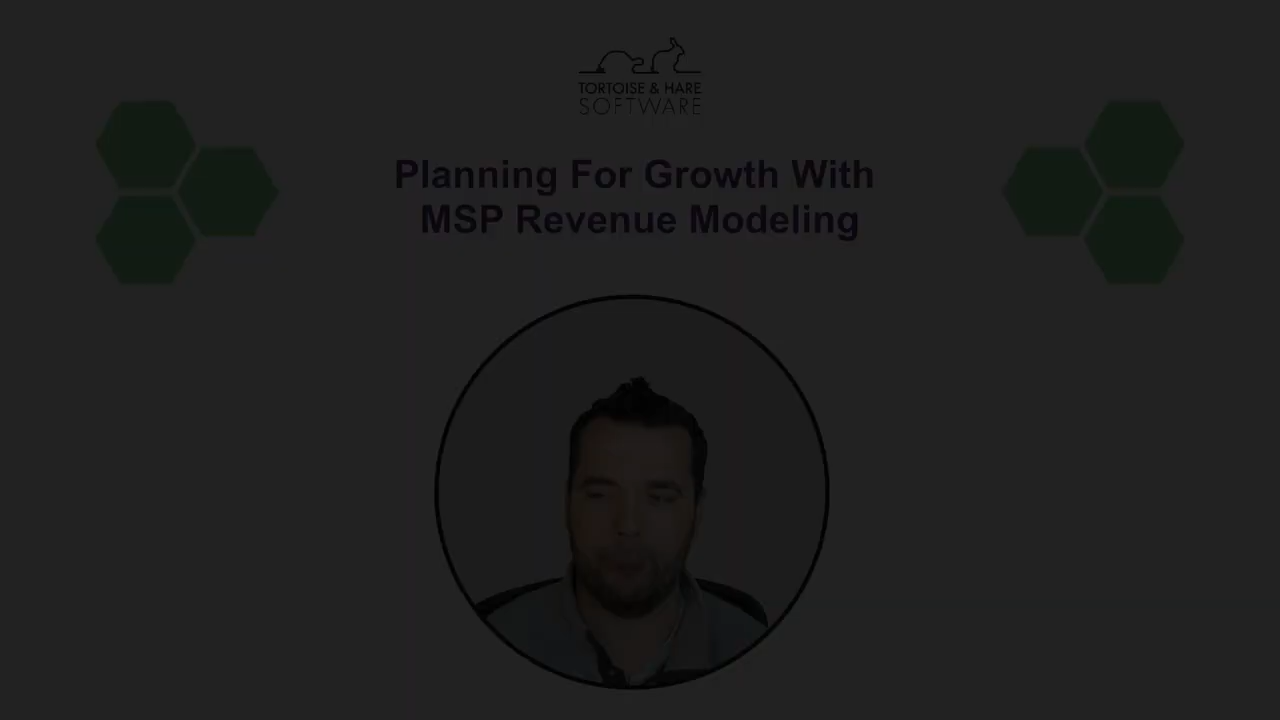 TORTOISE & HARE
SOFTWARE
Planning For Growth With
MSP Revenue Modeling